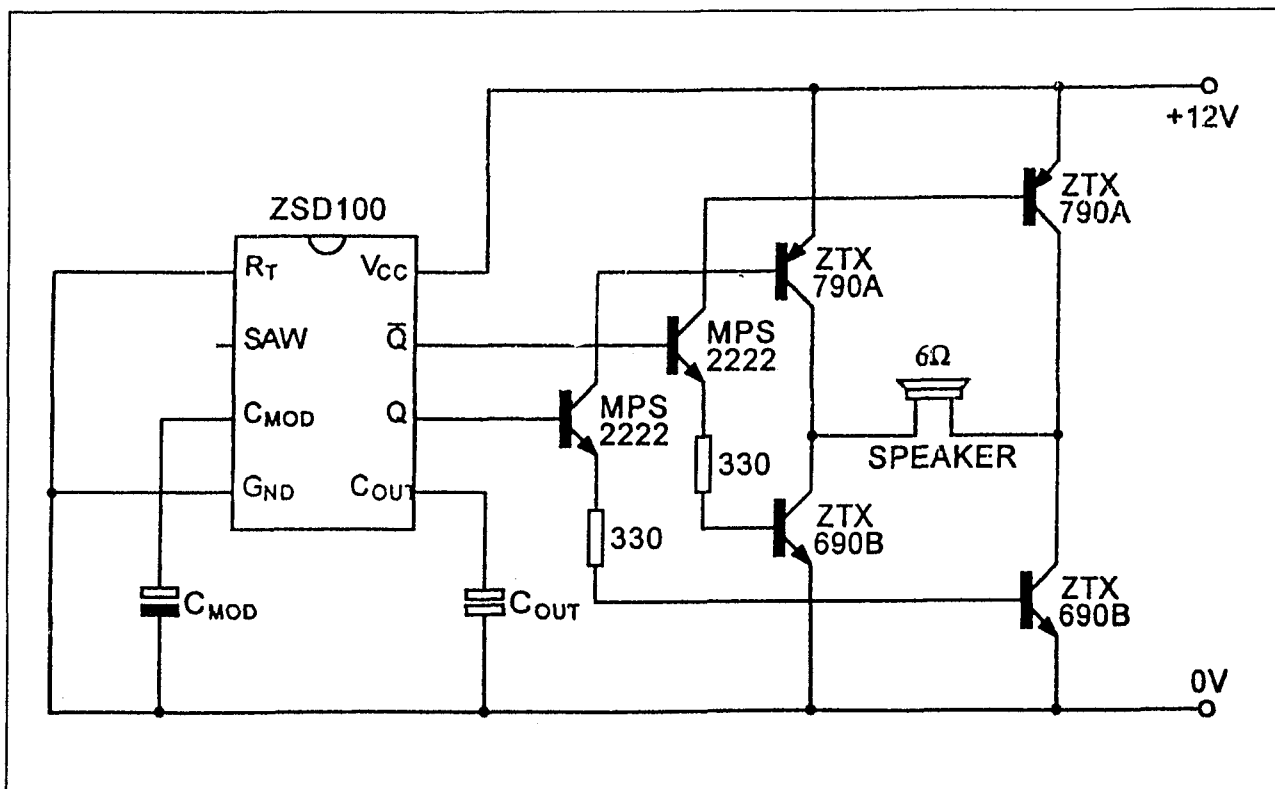 +12V
ZSD100
ZTX
790A
RT
VCC
ZTX
790A
SAW
Q̅
MPS
2222
6Ω
CMOD
Q
MPS
2222
SPEAKER
330
GND
COUT
ZTX
690B
330
CMOD
COUT
ZTX
690B
0V